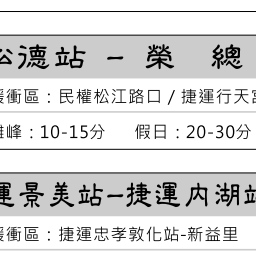 松德站 – 榮 總
緩衝區：民權松江路口 / 捷運行天宮
離峰：10-15分 假日：20-30分
運景美站–捷運內湖站
緩衝區：捷運忠孝敦化站-新益里